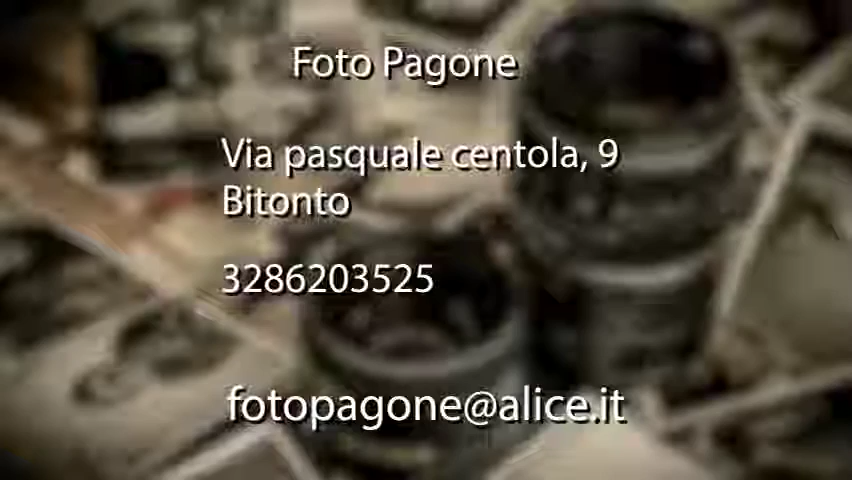 Foto Pagone
Via pasquale centola, 9
Bitonto
3286203525
fotopagone@alice.it